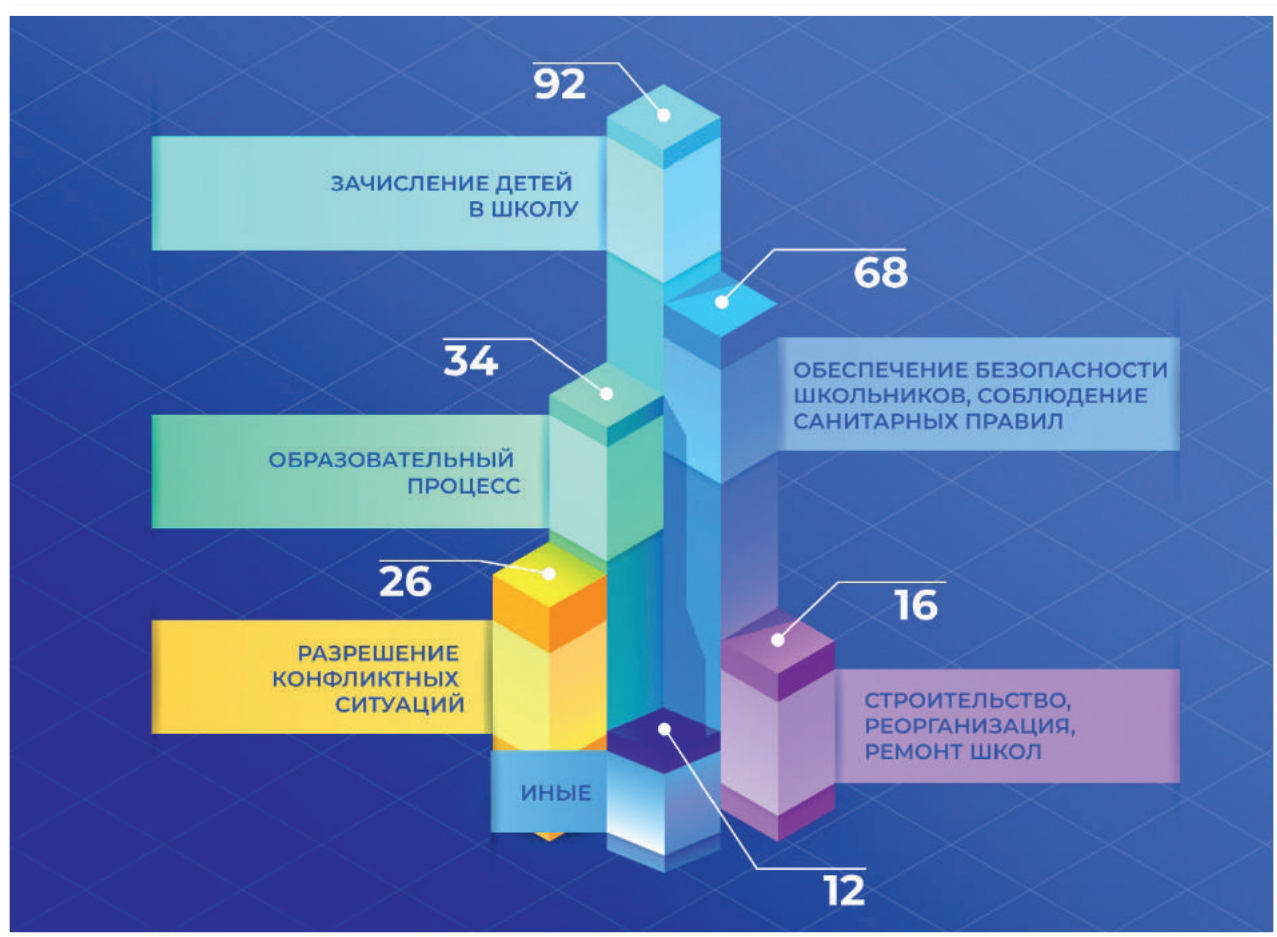 92
ЗАЧИСЛЕНИЕ ДЕТЕЙ
В ШКОЛУ
68
ОБЕСПЕЧЕНИЕ БЕЗОПАСНОСТИ
ШКОЛЬНИКОВ, СОБЛЮДЕНИЕ
САНИТАРНЫХ ПРАВИЛ
34
ОБРАЗОВАТЕЛЬНЫЙ
ПРОЦЕСС
26
РАЗРЕШЕНИЕ
КОНФЛИКТНЫХ
СИТУАЦИЙ
16
СТРОИТЕЛЬСТВО,
РЕОРГАНИЗАЦИЯ,
РЕМОНТ ШКОЛ
ИНЫЕ
12